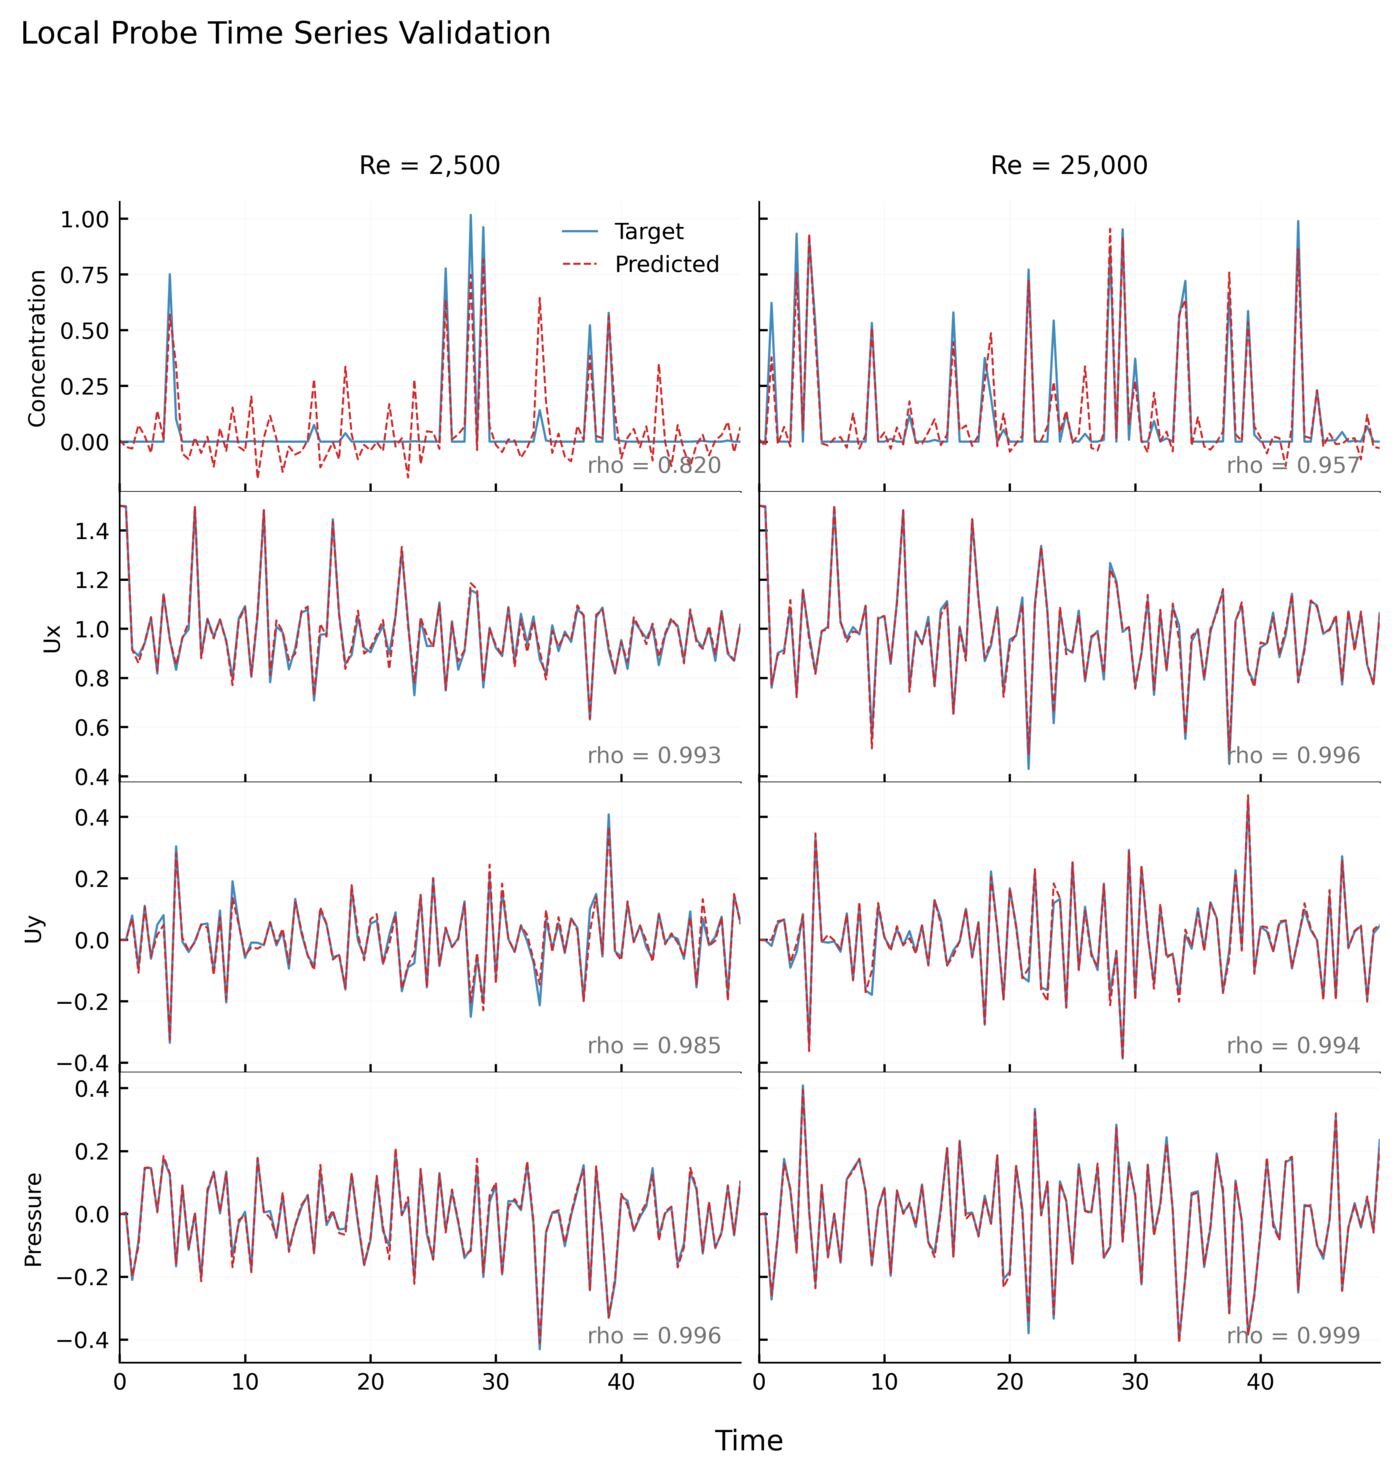 Local Probe Time Series Validation
Re = 2,500
Re = 25,000
1.00
0.75
0.50
0.25
0.00
Concentration
Target
Predicted
rho = 0.820
rho = 0.957
1.4
1.2
1.0
0.8
0.6
0.4
Ux
rho = 0.993
rho = 0.996
0.4
0.2
0.0
−0.2
−0.4
Uy
rho = 0.985
rho = 0.994
0.4
0.2
0.0
−0.2
−0.4
Pressure
rho = 0.996
rho = 0.999
0 10 20 30 40
0 10 20 30 40
Time